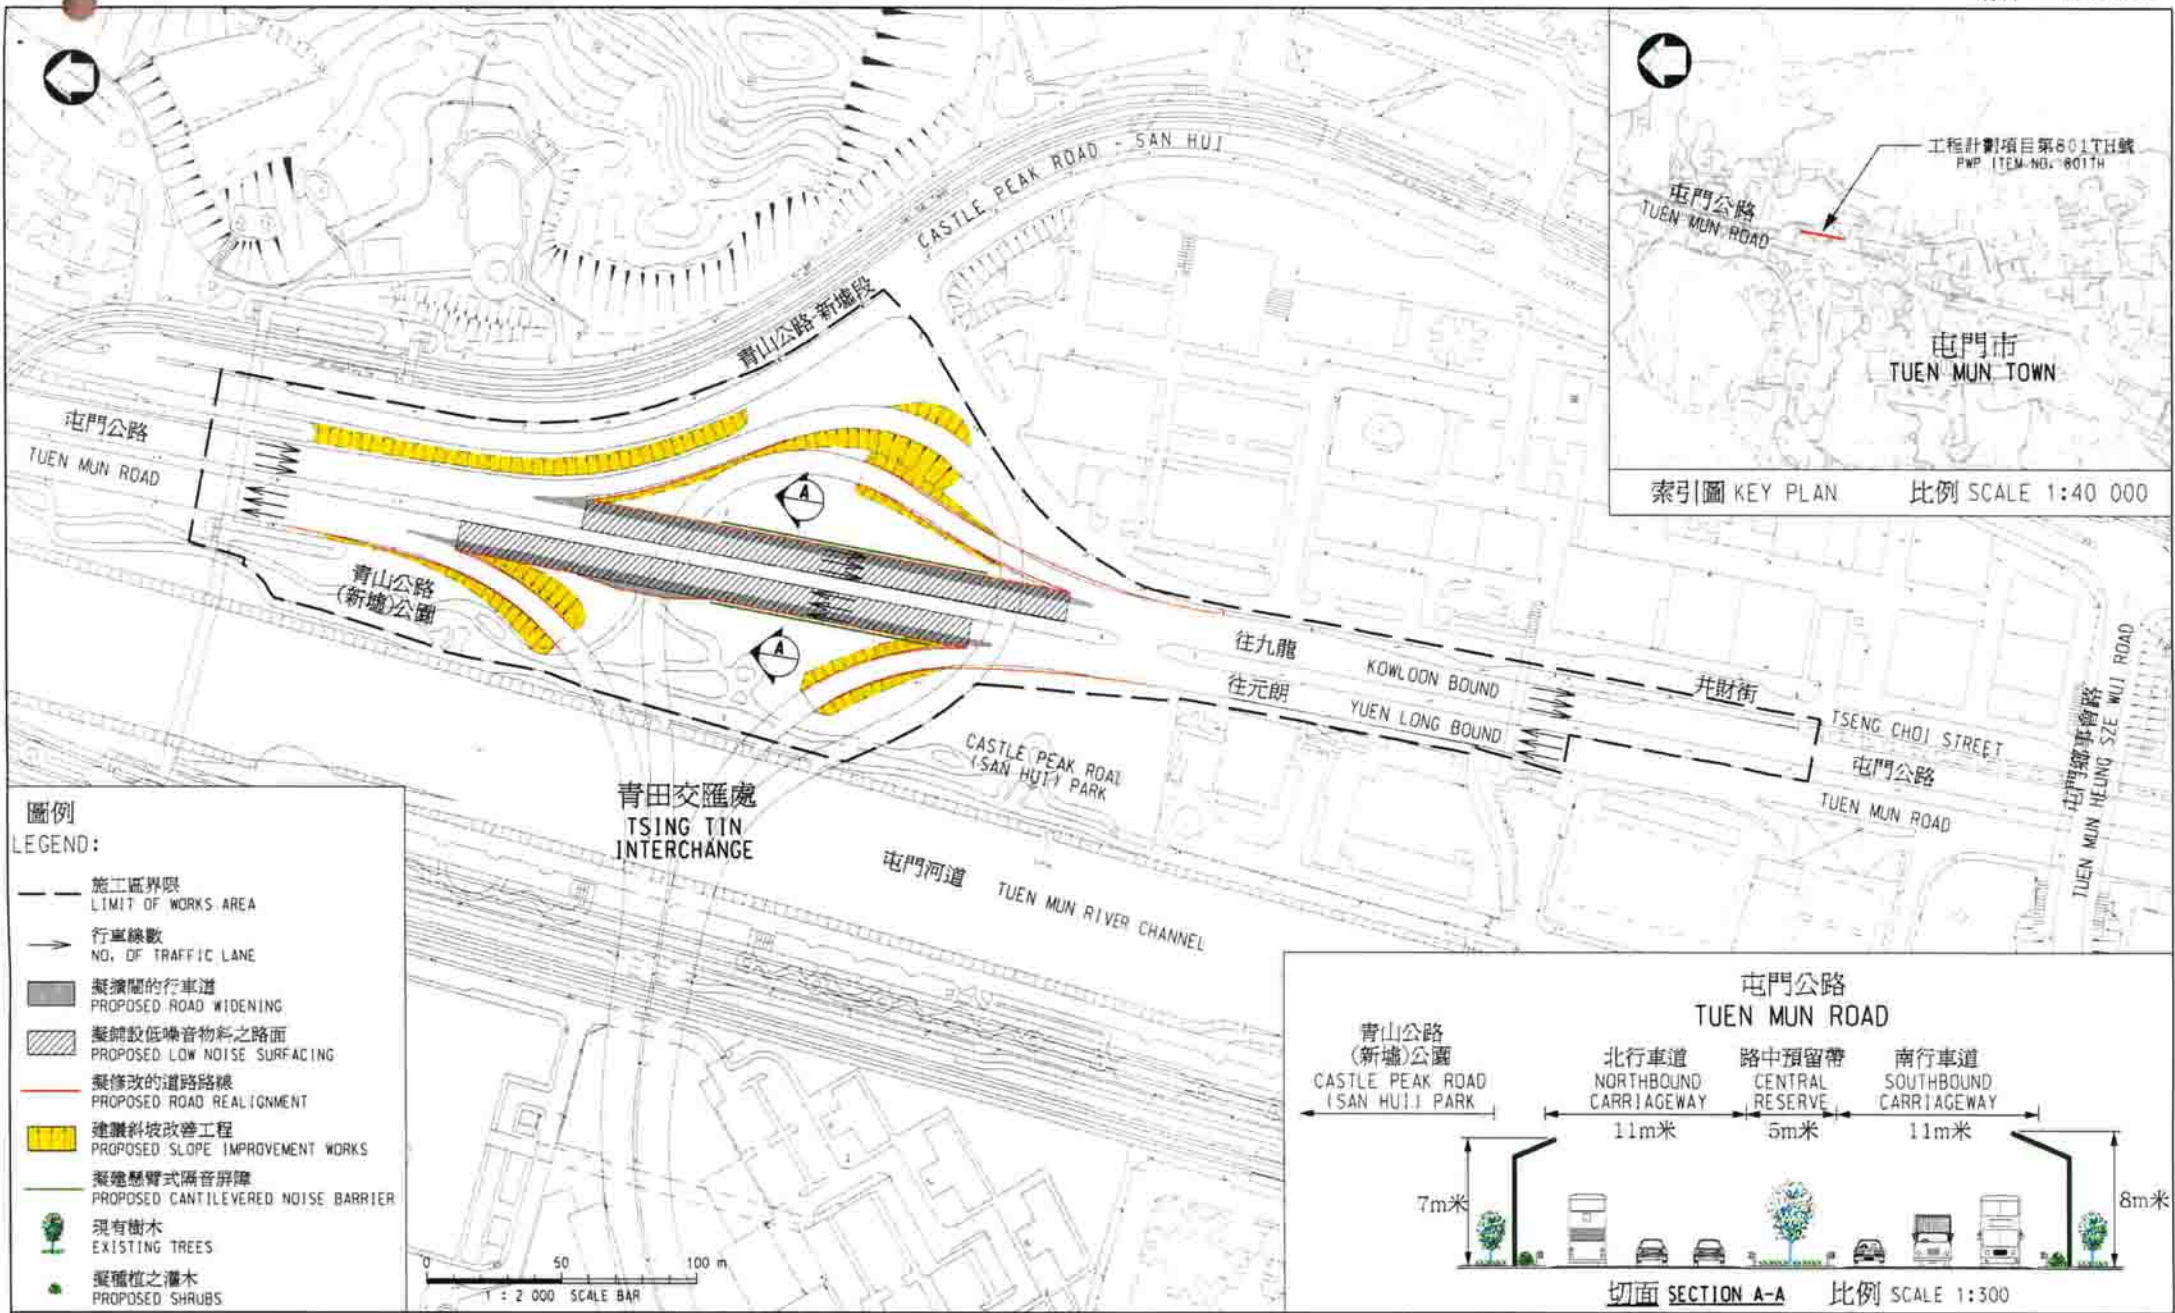 青山公路-新墟段
CASTLE PEAK ROAD - SAN HUI
屯門公路
TUEN MUN ROAD
青山公路
(新墟)公園
往九龍
KOWLOON BOUND
往元朗
YUEN LONG BOUND
井財街
TSENG CHOI STREET
屯門公路
TUEN MUN ROAD
屯門鄉事會路
TUEN MUN HEUNG SZE WUI ROAD
CASTLE PEAK ROAD
(SAN HUI) PARK
青田交匯處
TSING TIN
INTERCHANGE
屯門河道 TUEN MUN RIVER CHANNEL
A
A
工程計劃項目第801TH號
PWP ITEM NO. 801TH
屯門公路
TUEN MUN ROAD
屯門市
TUEN MUN TOWN
索引圖 KEY PLAN 比例 SCALE 1:40 000
圖例
LEGEND:
施工區界限
LIMIT OF WORKS AREA
行車線數
NO. OF TRAFFIC LANE
擬擴闊的行車道
PROPOSED ROAD WIDENING
擬鋪設低噪音物料之路面
PROPOSED LOW NOISE SURFACING
擬修改的道路路線
PROPOSED ROAD REALIGNMENT
建議斜坡改善工程
PROPOSED SLOPE IMPROVEMENT WORKS
擬建懸臂式隔音屏障
PROPOSED CANTILEVERED NOISE BARRIER
現有樹木
EXISTING TREES
擬種植之灌木
PROPOSED SHRUBS
0 50 100 m
1 : 2 000 SCALE BAR
屯門公路
TUEN MUN ROAD
青山公路
(新墟)公園
CASTLE PEAK ROAD
(SAN HUI) PARK
北行車道
NORTHBOUND
CARRIAGEWAY
11m米
路中預留帶
CENTRAL
RESERVE
5m米
南行車道
SOUTHBOUND
CARRIAGEWAY
11m米
7m米
8m米
切面 SECTION A-A 比例 SCALE 1:300